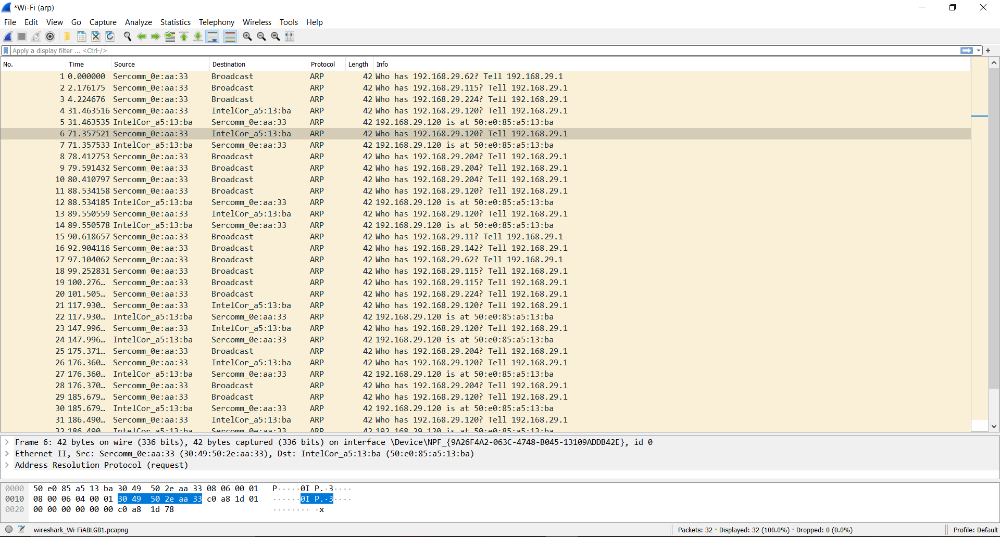 *Wi-Fi (arp)
File Edit View Go Capture Analyze Statistics Telephony Wireless Tools Help
Apply a display filter ... <Ctrl-/>
No. Time Source Destination Protocol Length Info
1 0.000000 Sercomm_0e:aa:33 Broadcast ARP 42 Who has 192.168.29.62? Tell 192.168.29.1
2 2.176175 Sercomm_0e:aa:33 Broadcast ARP 42 Who has 192.168.29.115? Tell 192.168.29.1
3 4.224676 Sercomm_0e:aa:33 Broadcast ARP 42 Who has 192.168.29.224? Tell 192.168.29.1
4 31.463516 Sercomm_0e:aa:33 IntelCor_a5:13:ba ARP 42 Who has 192.168.29.120? Tell 192.168.29.1
5 31.463535 IntelCor_a5:13:ba Sercomm_0e:aa:33 ARP 42 192.168.29.120 is at 50:e0:85:a5:13:ba
6 71.357521 Sercomm_0e:aa:33 IntelCor_a5:13:ba ARP 42 Who has 192.168.29.120? Tell 192.168.29.1
7 71.357533 IntelCor_a5:13:ba Sercomm_0e:aa:33 ARP 42 192.168.29.120 is at 50:e0:85:a5:13:ba
8 78.412753 Sercomm_0e:aa:33 Broadcast ARP 42 Who has 192.168.29.204? Tell 192.168.29.1
9 79.591432 Sercomm_0e:aa:33 Broadcast ARP 42 Who has 192.168.29.204? Tell 192.168.29.1
10 80.410797 Sercomm_0e:aa:33 Broadcast ARP 42 Who has 192.168.29.204? Tell 192.168.29.1
11 88.534158 Sercomm_0e:aa:33 Broadcast ARP 42 Who has 192.168.29.120? Tell 192.168.29.1
12 88.534185 IntelCor_a5:13:ba Sercomm_0e:aa:33 ARP 42 192.168.29.120 is at 50:e0:85:a5:13:ba
13 89.550559 Sercomm_0e:aa:33 IntelCor_a5:13:ba ARP 42 Who has 192.168.29.120? Tell 192.168.29.1
14 89.550578 IntelCor_a5:13:ba Sercomm_0e:aa:33 ARP 42 192.168.29.120 is at 50:e0:85:a5:13:ba
15 90.618657 Sercomm_0e:aa:33 Broadcast ARP 42 Who has 192.168.29.11? Tell 192.168.29.1
16 92.904116 Sercomm_0e:aa:33 Broadcast ARP 42 Who has 192.168.29.142? Tell 192.168.29.1
17 97.104062 Sercomm_0e:aa:33 Broadcast ARP 42 Who has 192.168.29.62? Tell 192.168.29.1
18 99.252831 Sercomm_0e:aa:33 Broadcast ARP 42 Who has 192.168.29.115? Tell 192.168.29.1
19 100.276… Sercomm_0e:aa:33 Broadcast ARP 42 Who has 192.168.29.115? Tell 192.168.29.1
20 101.505… Sercomm_0e:aa:33 Broadcast ARP 42 Who has 192.168.29.224? Tell 192.168.29.1
21 117.930… Sercomm_0e:aa:33 IntelCor_a5:13:ba ARP 42 Who has 192.168.29.120? Tell 192.168.29.1
22 117.930… IntelCor_a5:13:ba Sercomm_0e:aa:33 ARP 42 192.168.29.120 is at 50:e0:85:a5:13:ba
23 147.996… Sercomm_0e:aa:33 IntelCor_a5:13:ba ARP 42 Who has 192.168.29.120? Tell 192.168.29.1
24 147.996… IntelCor_a5:13:ba Sercomm_0e:aa:33 ARP 42 192.168.29.120 is at 50:e0:85:a5:13:ba
25 175.371… Sercomm_0e:aa:33 Broadcast ARP 42 Who has 192.168.29.204? Tell 192.168.29.1
26 176.360… Sercomm_0e:aa:33 IntelCor_a5:13:ba ARP 42 Who has 192.168.29.120? Tell 192.168.29.1
27 176.360… IntelCor_a5:13:ba Sercomm_0e:aa:33 ARP 42 192.168.29.120 is at 50:e0:85:a5:13:ba
28 176.370… Sercomm_0e:aa:33 Broadcast ARP 42 Who has 192.168.29.204? Tell 192.168.29.1
29 185.679… Sercomm_0e:aa:33 Broadcast ARP 42 Who has 192.168.29.120? Tell 192.168.29.1
30 185.679… IntelCor_a5:13:ba Sercomm_0e:aa:33 ARP 42 192.168.29.120 is at 50:e0:85:a5:13:ba
31 186.490… Sercomm_0e:aa:33 IntelCor_a5:13:ba ARP 42 Who has 192.168.29.120? Tell 192.168.29.1
32 186.490… IntelCor_a5:13:ba Sercomm_0e:aa:33 ARP 42 192.168.29.120 is at 50:e0:85:a5:13:ba
Frame 6: 42 bytes on wire (336 bits), 42 bytes captured (336 bits) on interface \Device\NPF_{9A26F4A2-063C-4748-B045-13109ADDB42E}, id 0
Ethernet II, Src: Sercomm_0e:aa:33 (30:49:50:2e:aa:33), Dst: IntelCor_a5:13:ba (50:e0:85:a5:13:ba)
Address Resolution Protocol (request)
0000 50 e0 85 a5 13 ba 30 49 50 2e aa 33 08 06 00 01 P·····0I P.·3····
0010 08 00 06 04 00 01 30 49 50 2e aa 33 c0 a8 1d 01 ······0I P.·3····
0020 00 00 00 00 00 00 c0 a8 1d 78 ········ ·x
wireshark_Wi-FiABLGB1.pcapng Packets: 32 · Displayed: 32 (100.0%) · Dropped: 0 (0.0%) Profile: Default